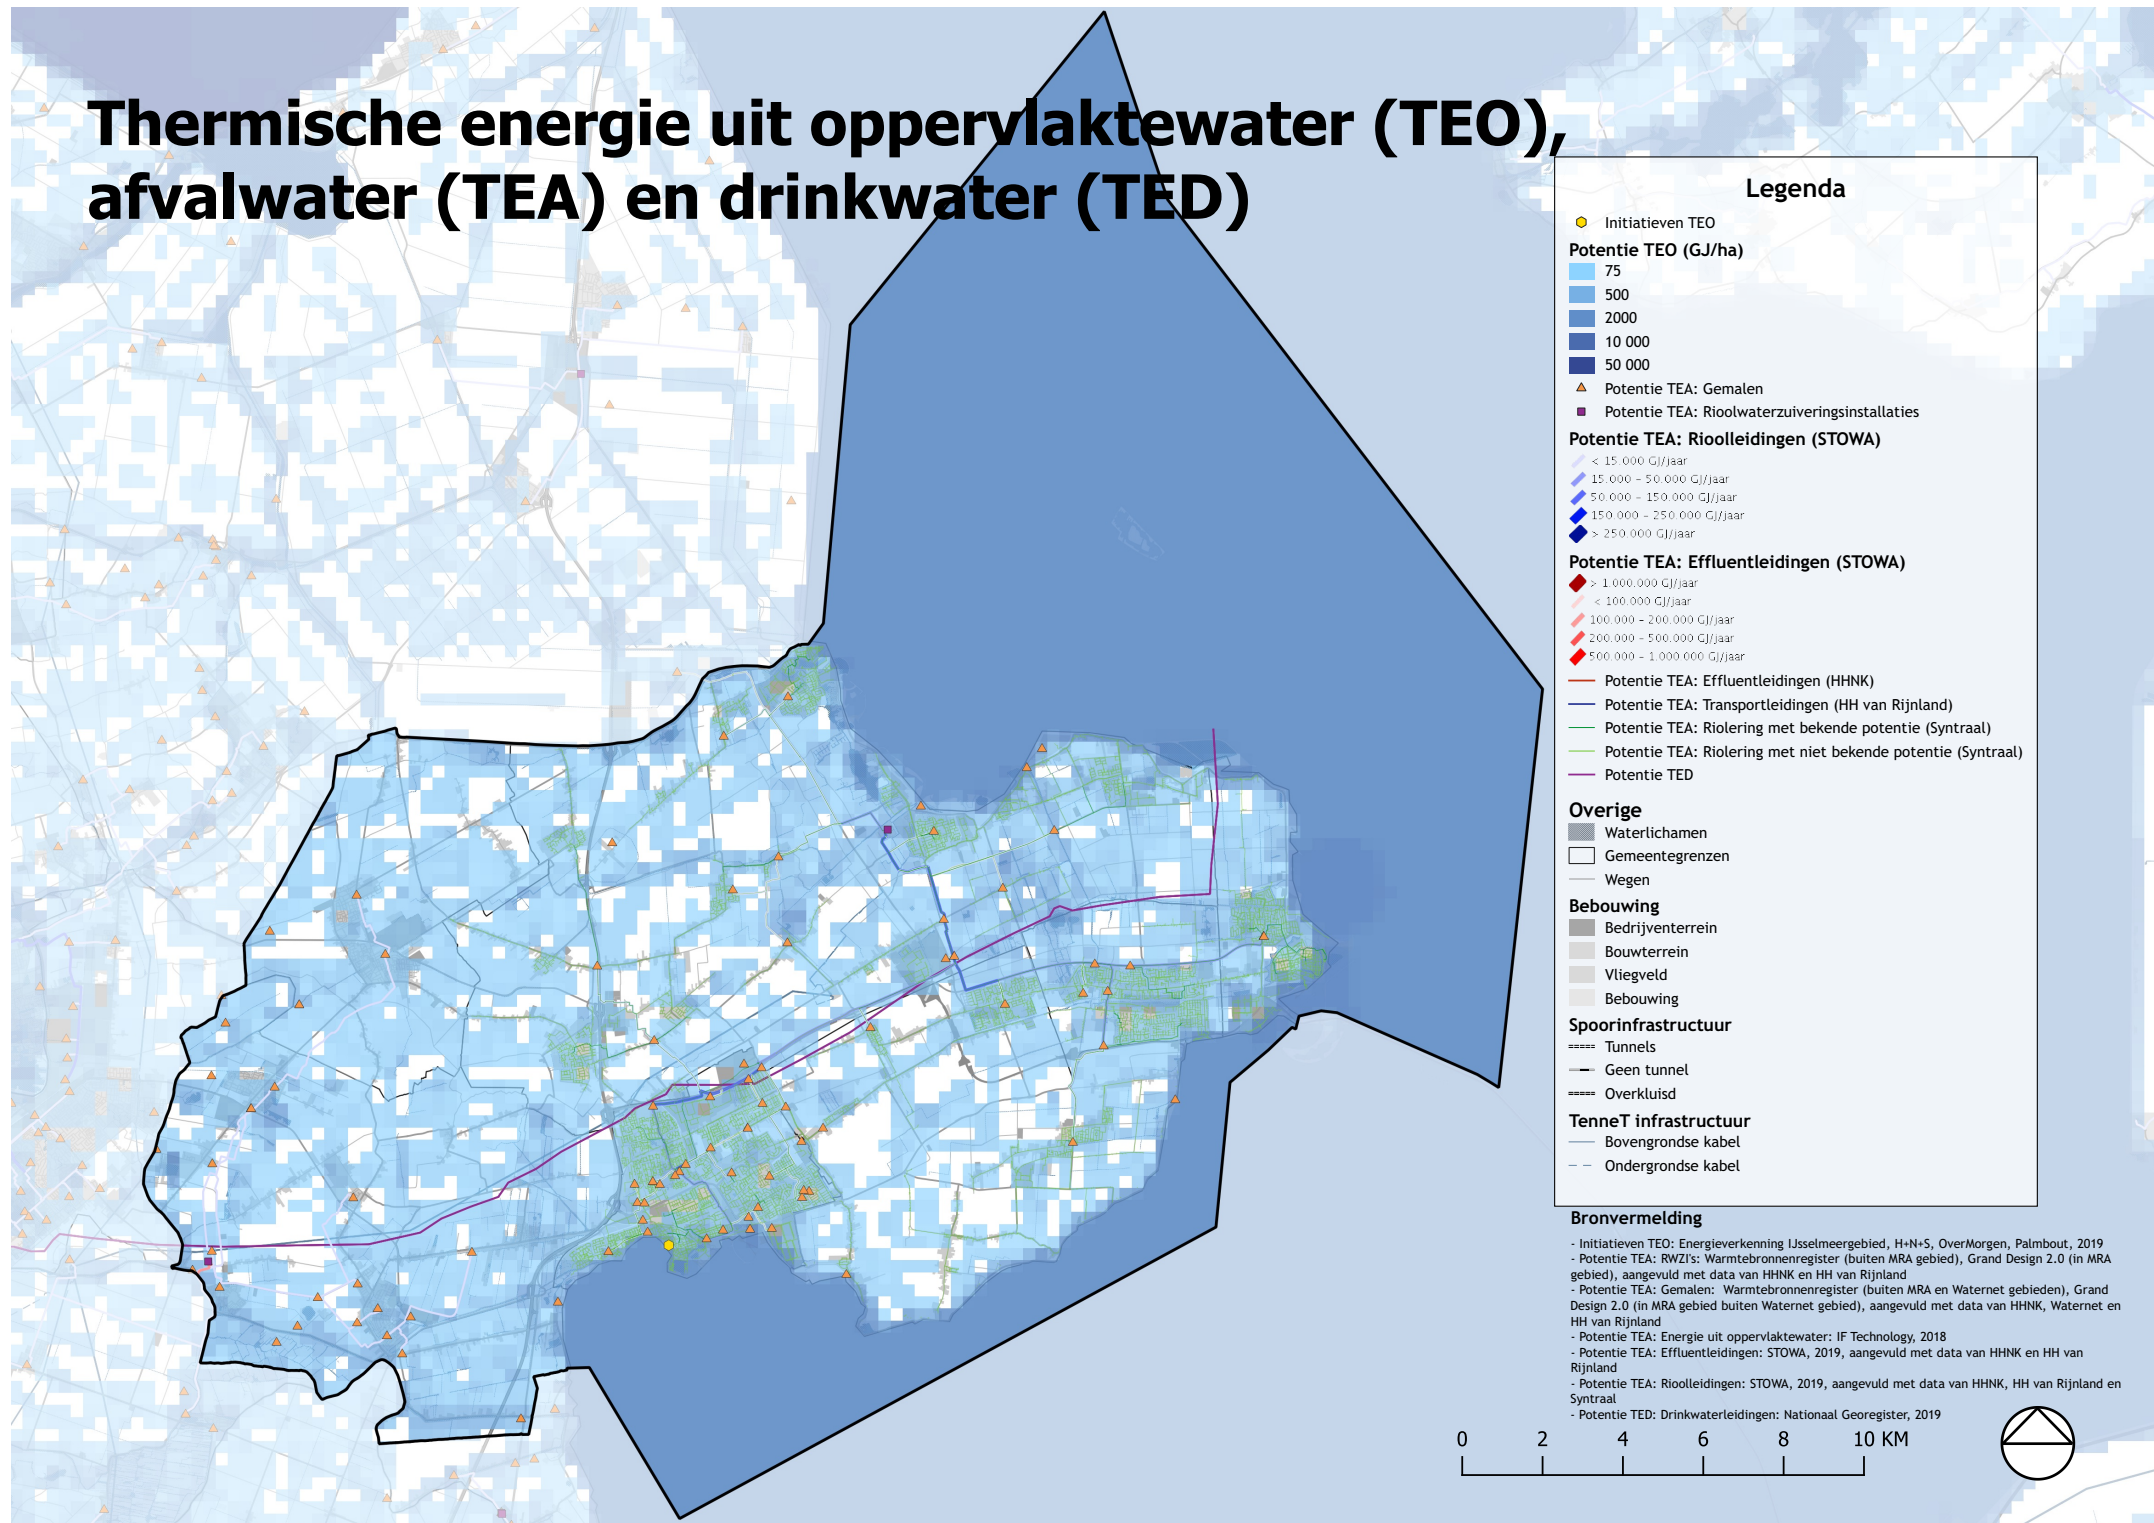 Thermische energie uit oppervlaktewater (TEO),
afvalwater (TEA) en drinkwater (TED)
Legenda
Initiatieven TEO
Potentie TEO (GJ/ha)
75
500
2000
10 000
50 000
Potentie TEA: Gemalen
Potentie TEA: Rioolwaterzuiveringsinstallaties
Potentie TEA: Rioolleidingen (STOWA)
< 15.000 GJ/jaar
15.000 - 50.000 GJ/jaar
50.000 - 150.000 GJ/jaar
150.000 - 250.000 GJ/jaar
> 250.000 GJ/jaar
Potentie TEA: Effluentleidingen (STOWA)
> 1.000.000 GJ/jaar
< 100.000 GJ/jaar
100.000 - 200.000 GJ/jaar
200.000 - 500.000 GJ/jaar
500.000 - 1.000.000 GJ/jaar
Potentie TEA: Effluentleidingen (HHNK)
Potentie TEA: Transportleidingen (HH van Rijnland)
Potentie TEA: Riolering met bekende potentie (Syntraal)
Potentie TEA: Riolering met niet bekende potentie (Syntraal)
Potentie TED
Overige
Waterlichamen
Gemeentegrenzen
Wegen
Bebouwing
Bedrijventerrein
Bouwterrein
Vliegveld
Bebouwing
Spoorinfrastructuur
Tunnels
Geen tunnel
Overkluisd
TenneT infrastructuur
Bovengrondse kabel
Ondergrondse kabel
Bronvermelding
- Initiatieven TEO: Energieverkenning IJsselmeergebied, H+N+S, OverMorgen, Palmbout, 2019
- Potentie TEA: RWZI's: Warmtebronnenregister (buiten MRA gebied), Grand Design 2.0 (in MRA
gebied), aangevuld met data van HHNK en HH van Rijnland
- Potentie TEA: Gemalen: Warmtebronnenregister (buiten MRA en Waternet gebieden), Grand
Design 2.0 (in MRA gebied buiten Waternet gebied), aangevuld met data van HHNK, Waternet en
HH van Rijnland
- Potentie TEA: Energie uit oppervlaktewater: IF Technology, 2018
- Potentie TEA: Effluentleidingen: STOWA, 2019, aangevuld met data van HHNK en HH van
Rijnland
- Potentie TEA: Rioolleidingen: STOWA, 2019, aangevuld met data van HHNK, HH van Rijnland en
Syntraal
- Potentie TED: Drinkwaterleidingen: Nationaal Georegister, 2019
0 2 4 6 8 10 KM